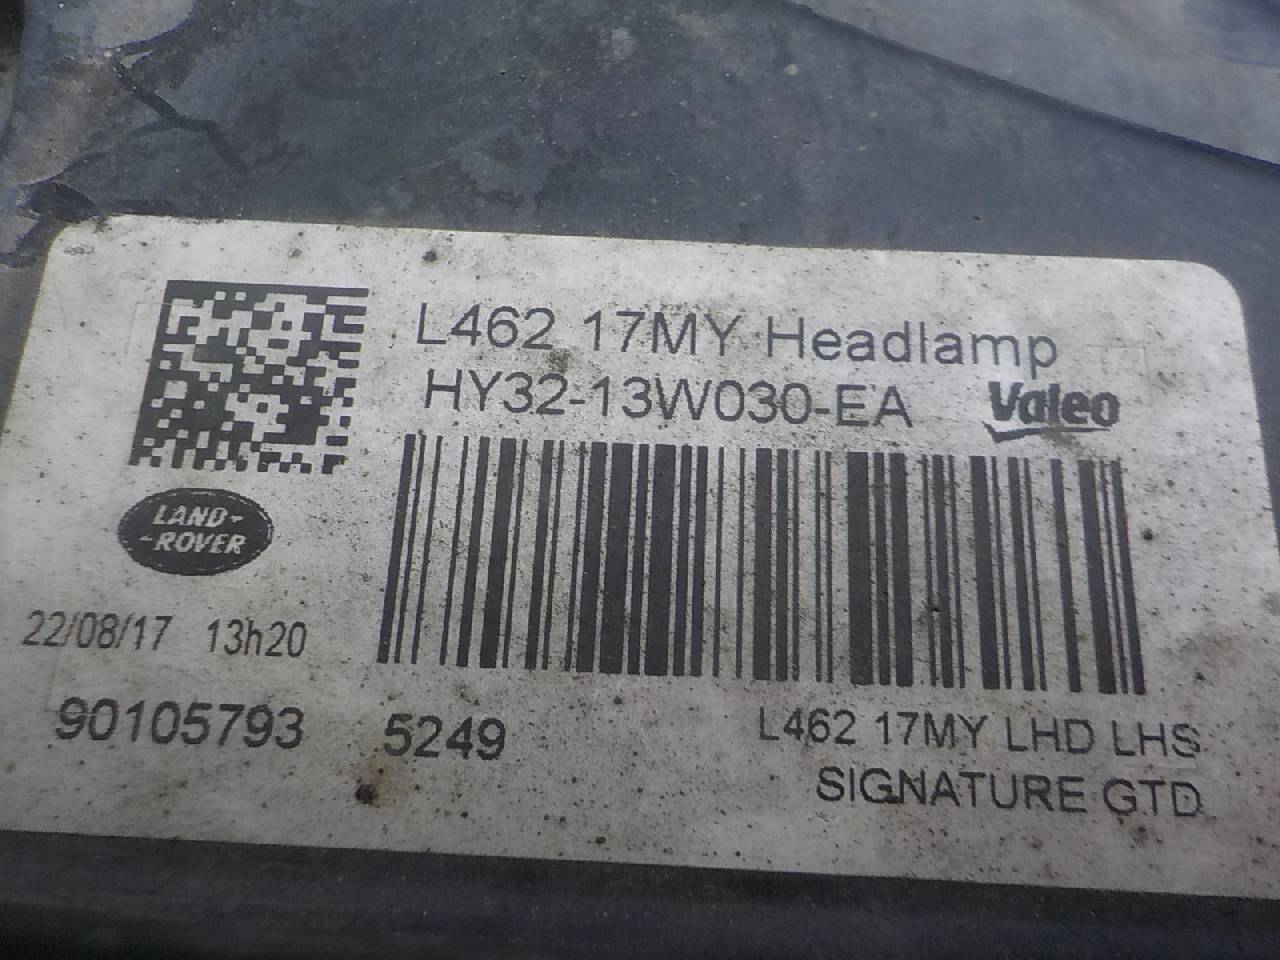 L462 17MY Headlamp
HY32-13W030-EA Valeo
LAND-
-ROVER
22/08/17 13h20
90105793 5249
L462 17MY LHD LHS
SIGNATURE GTD